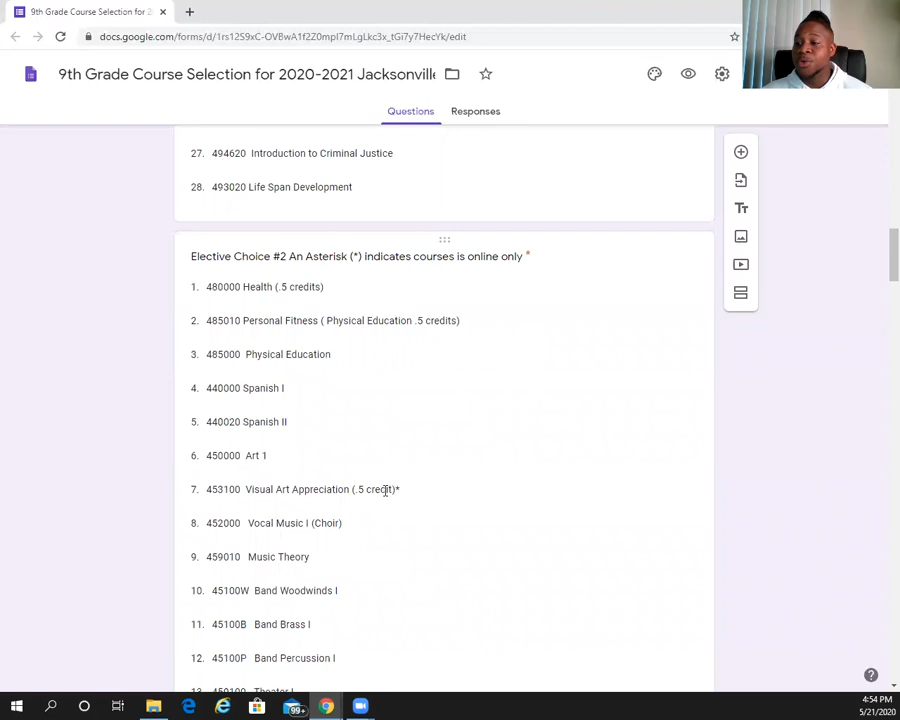 9th Grade Course Selection for 2
docs.google.com/forms/d/1rs12S9xC-OVBwA1f2Z0mpI7mLgLkc3x_tGi7y7HecYk/edit
9th Grade Course Selection for 2020-2021 Jacksonville
Questions
Responses
27. 494620 Introduction to Criminal Justice
28. 493020 Life Span Development
Elective Choice #2 An Asterisk (*) indicates courses is online only *
1. 480000 Health (.5 credits)
2. 485010 Personal Fitness ( Physical Education .5 credits)
3. 485000 Physical Education
4. 440000 Spanish I
5. 440020 Spanish II
6. 450000 Art 1
7. 453100 Visual Art Appreciation (.5 credit)*
8. 452000 Vocal Music I (Choir)
9. 459010 Music Theory
10. 45100W Band Woodwinds I
11. 45100B Band Brass I
12. 45100P Band Percussion I
13. 459100 Theater I
99+
4:54 PM
5/21/2020